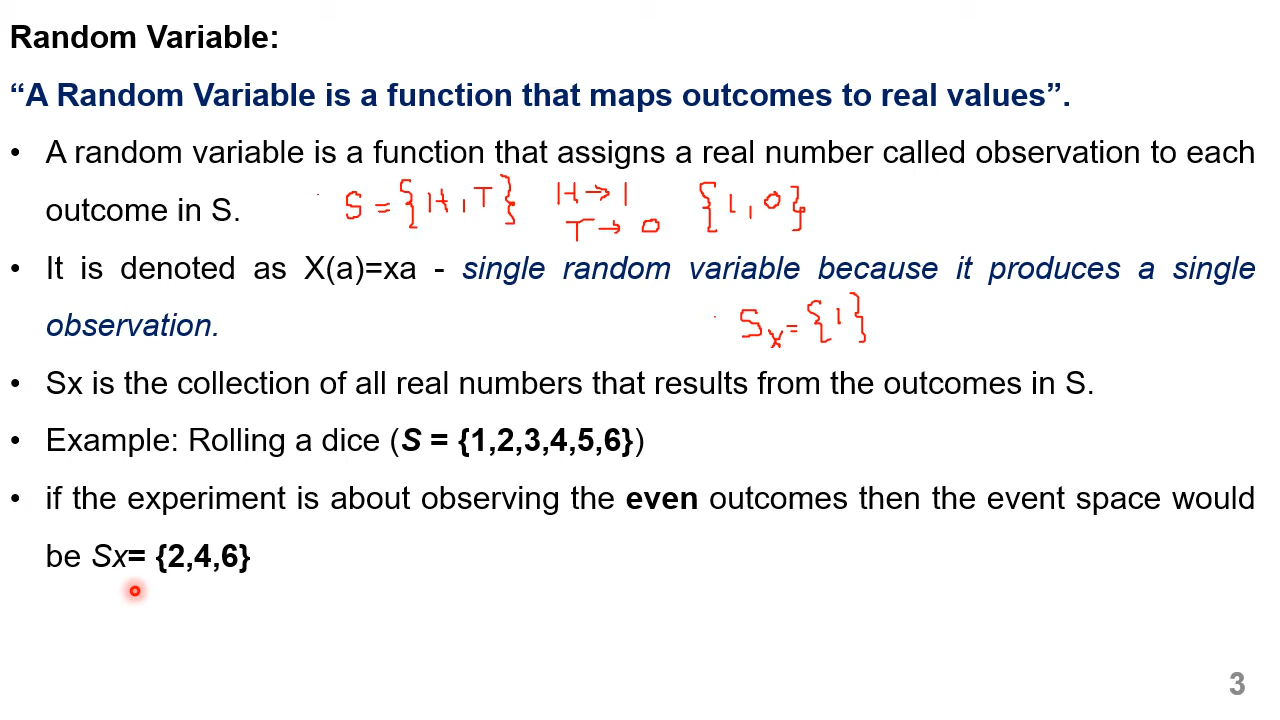 Random Variable:
“A Random Variable is a function that maps outcomes to real values”.
• A random variable is a function that assigns a real number called observation to each
outcome in S.
S = {H, T} H → 1 {1, 0}
T → 0
• It is denoted as X(a)=xa - single random variable because it produces a single
observation.
Sx = {1}
• Sx is the collection of all real numbers that results from the outcomes in S.
• Example: Rolling a dice (S = {1,2,3,4,5,6})
• if the experiment is about observing the even outcomes then the event space would
be Sx= {2,4,6}
3